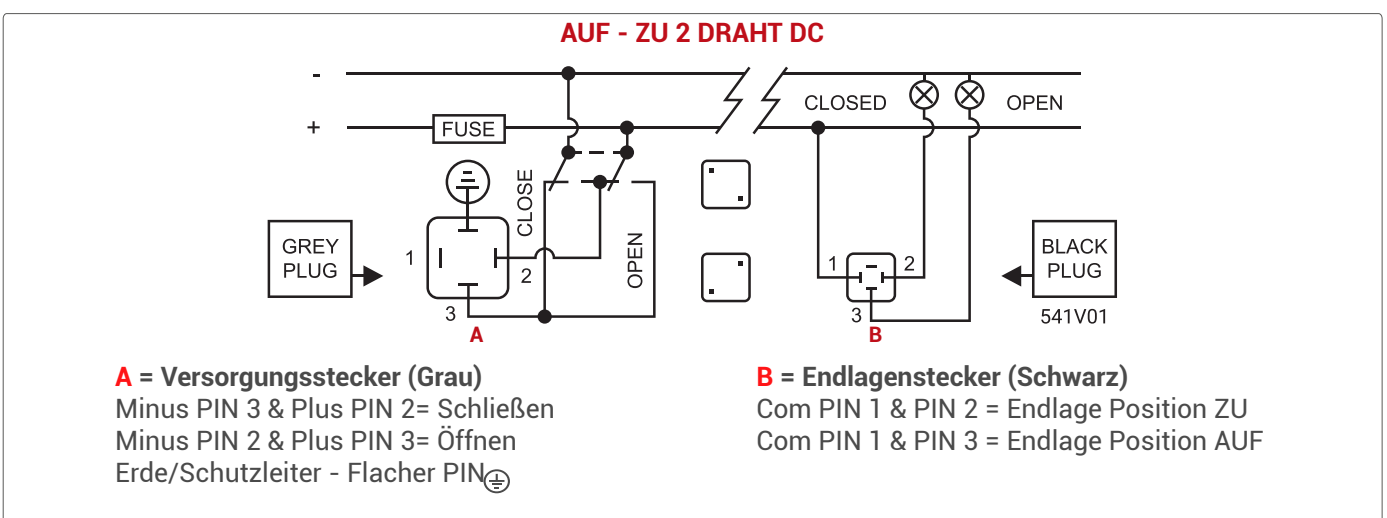 AUF - ZU 2 DRAHT DC
-
+
FUSE
CLOSED
OPEN
CLOSE
OPEN
GREY
PLUG
1
2
3
A
1
2
3
B
BLACK
PLUG
541V01
A = Versorgungsstecker (Grau)
Minus PIN 3 & Plus PIN 2= Schließen
Minus PIN 2 & Plus PIN 3= Öffnen
Erde/Schutzleiter - Flacher PIN
B = Endlagenstecker (Schwarz)
Com PIN 1 & PIN 2 = Endlage Position ZU
Com PIN 1 & PIN 3 = Endlage Position AUF